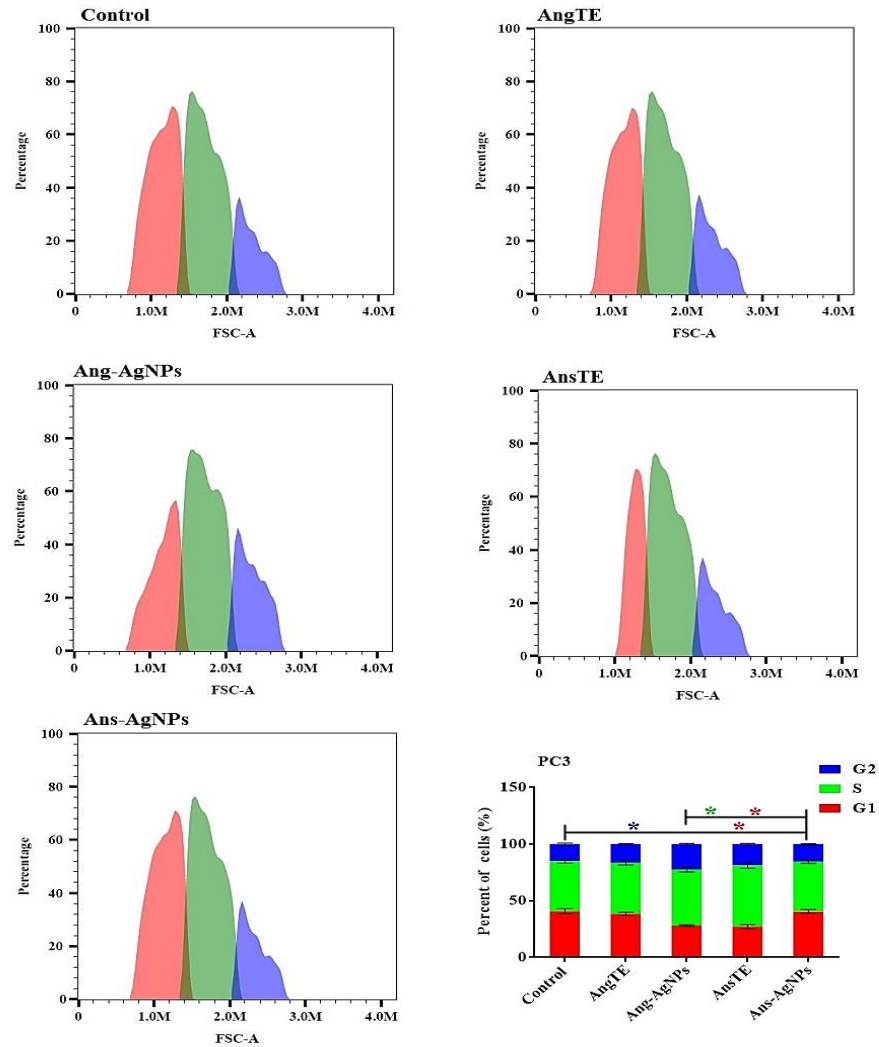 Control
100
80
60
40
20
0
Percentage
0 1.0M 2.0M 3.0M 4.0M
FSC-A
AngTE
100
80
60
40
20
0
Percentage
0 1.0M 2.0M 3.0M 4.0M
FSC-A
Ang-AgNPs
100
80
60
40
20
0
Percentage
0 1.0M 2.0M 3.0M 4.0M
FSC-A
AnsTE
100
80
60
40
20
0
Percentage
0 1.0M 2.0M 3.0M 4.0M
FSC-A
Ans-AgNPs
100
80
60
40
20
0
Percentage
0 1.0M 2.0M 3.0M 4.0M
FSC-A
PC3
G2
S
G1
* *
* *
150
100
50
0
Percent of cells (%)
Control AngTE Ang-AgNPs AnsTE Ans-AgNPs